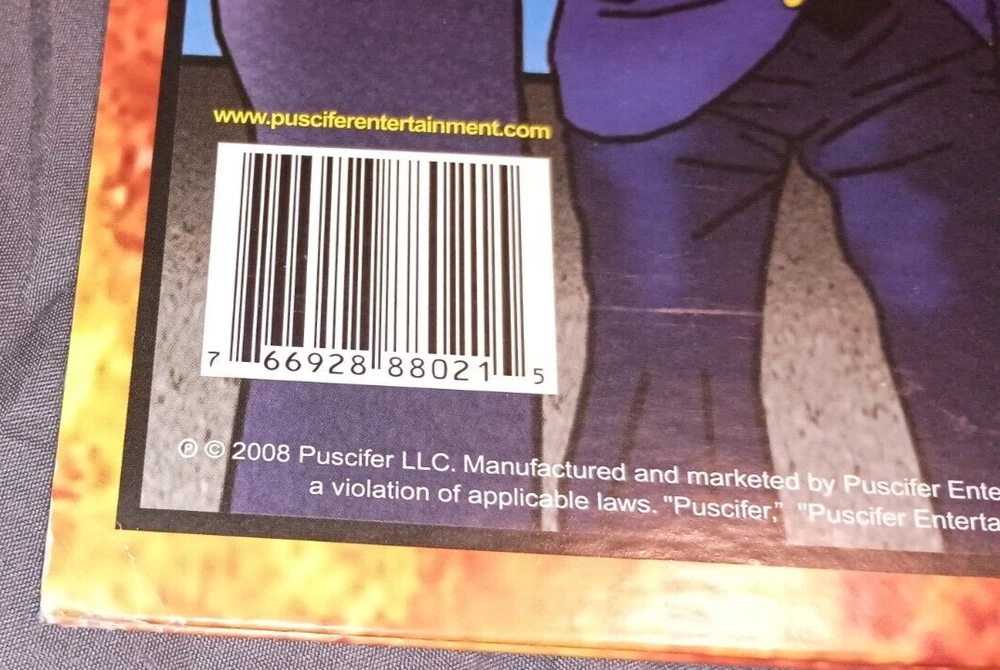 www.pusciferentertainment.com
7 66928 88021 5
℗ © 2008 Puscifer LLC. Manufactured and marketed by Puscifer Ente
a violation of applicable laws. "Puscifer," "Puscifer Enterta